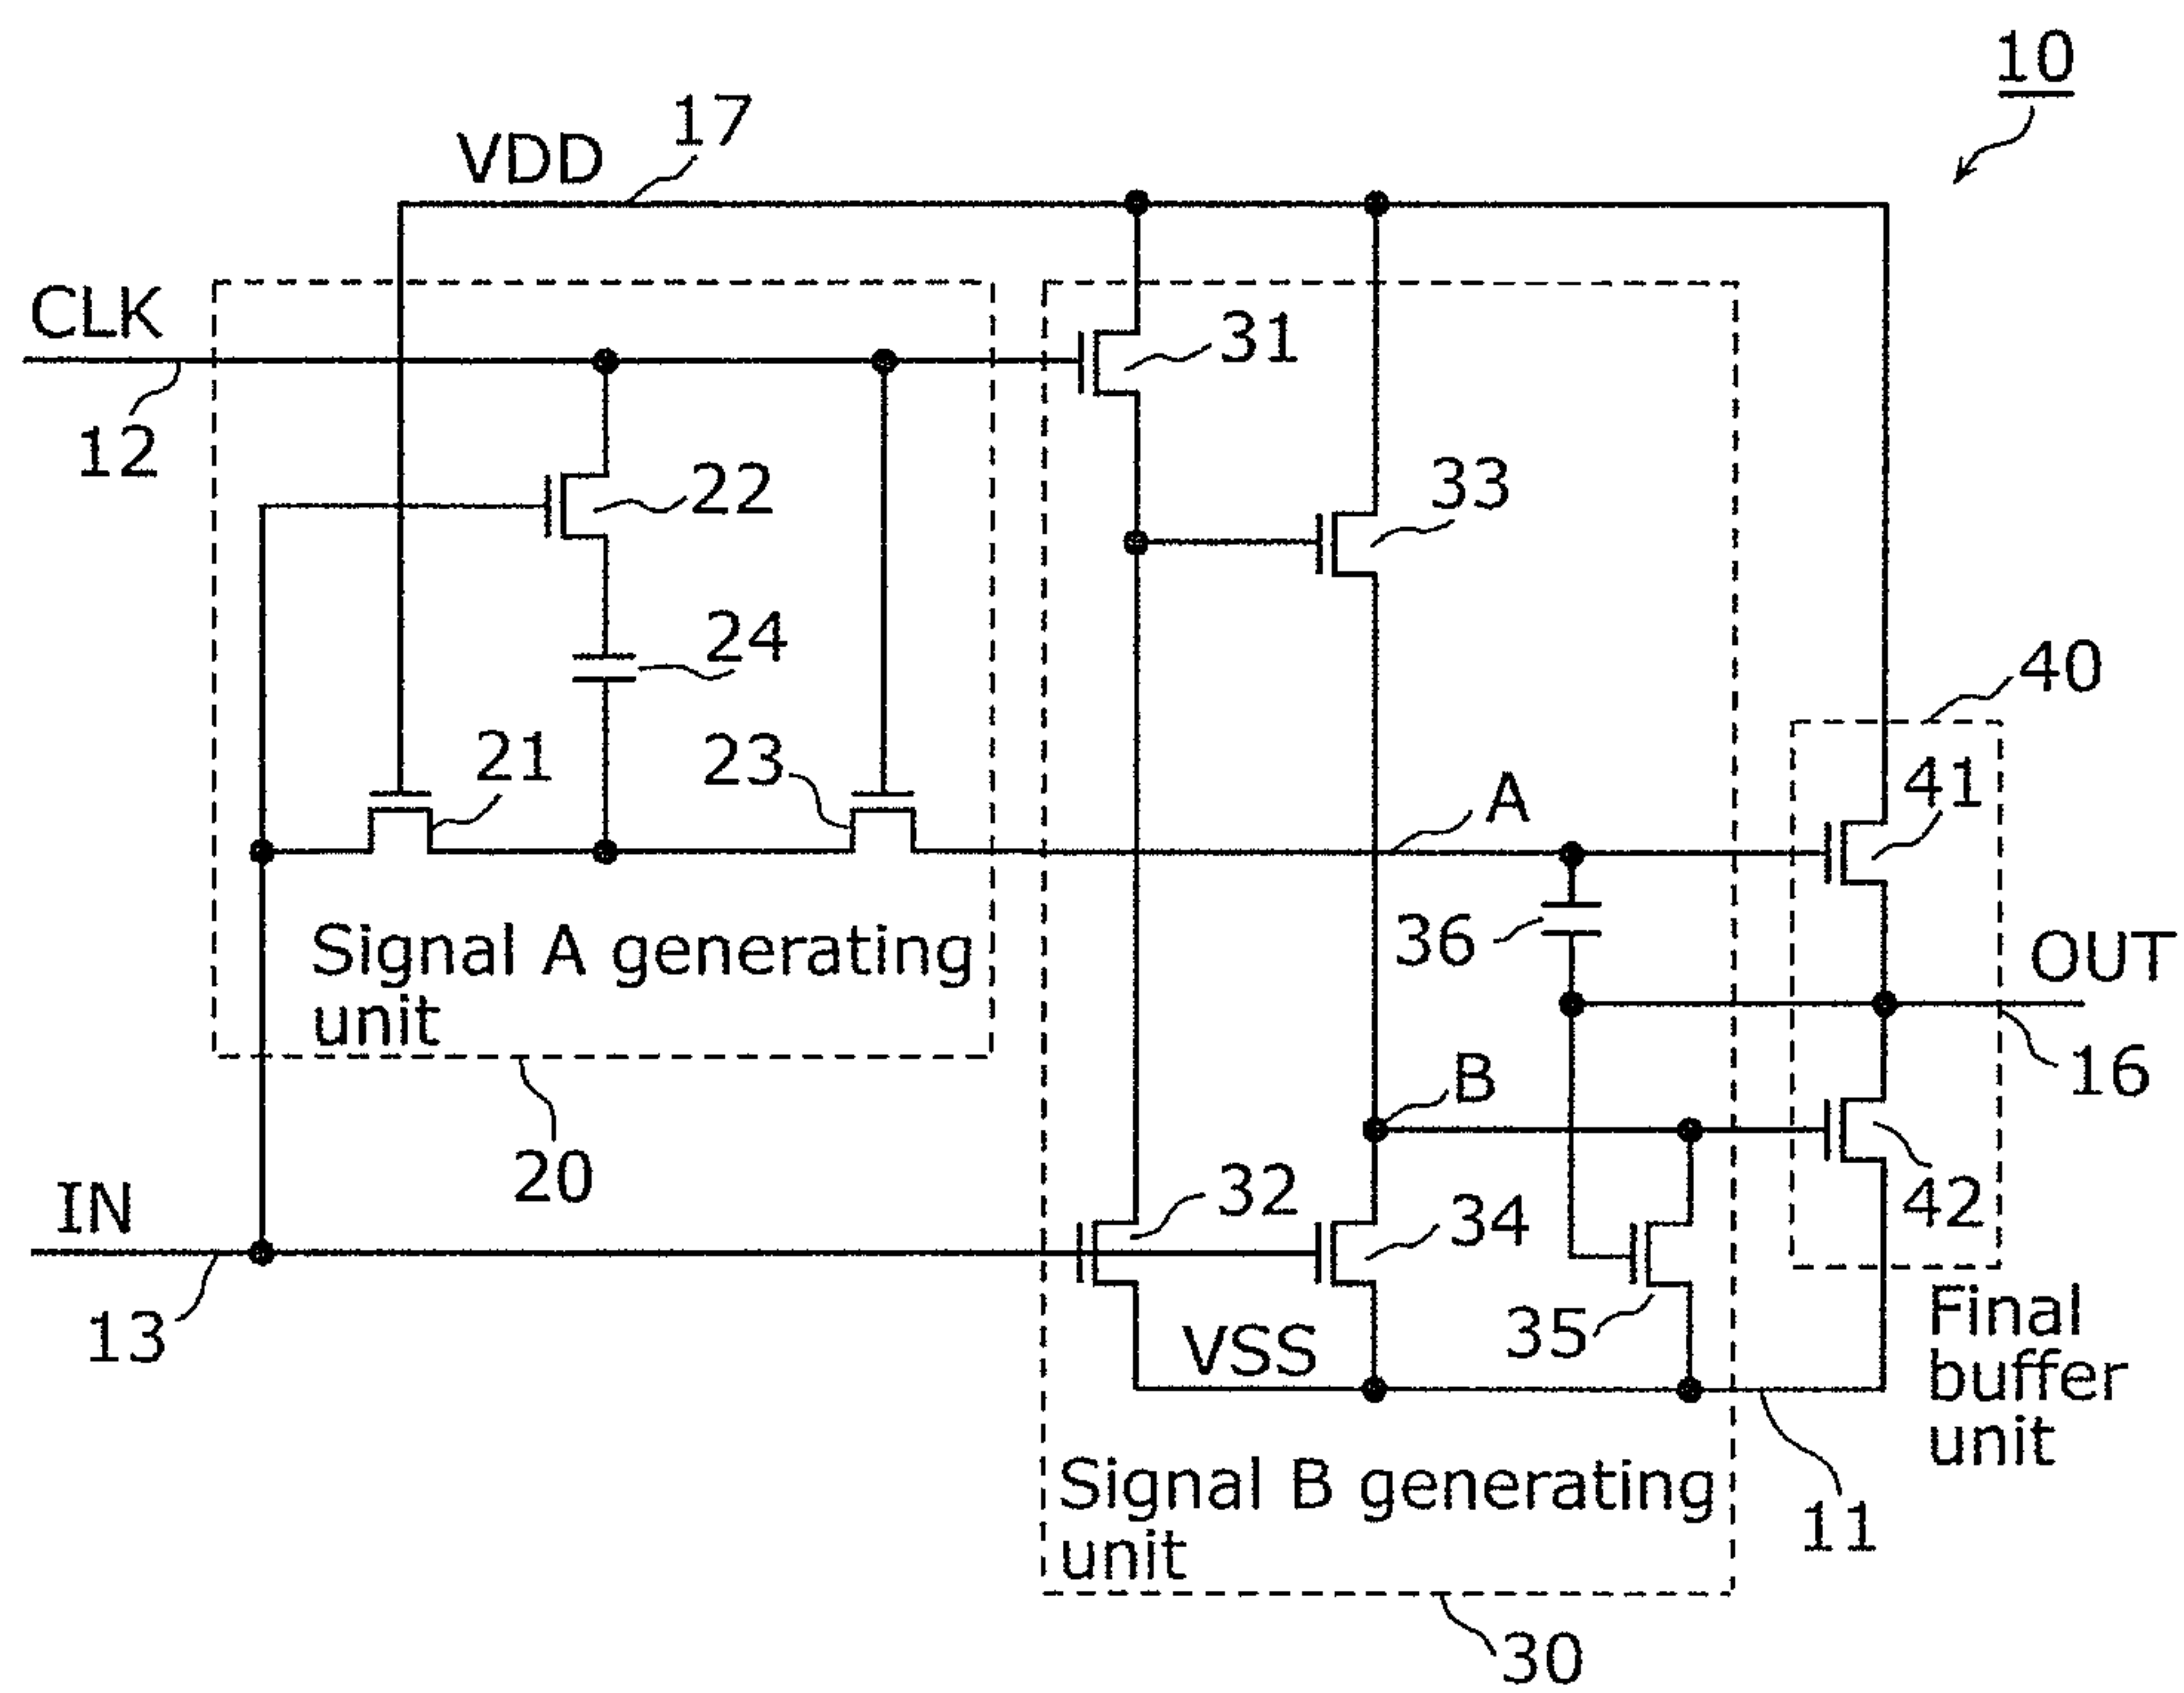 10
17
VDD
CLK
12
31
22
33
24
40
21
23
41
A
36
OUT
Signal A generating
unit
B
16
20
32
34
42
IN
13
35
VSS
Final
buffer
unit
Signal B generating
unit
11
30